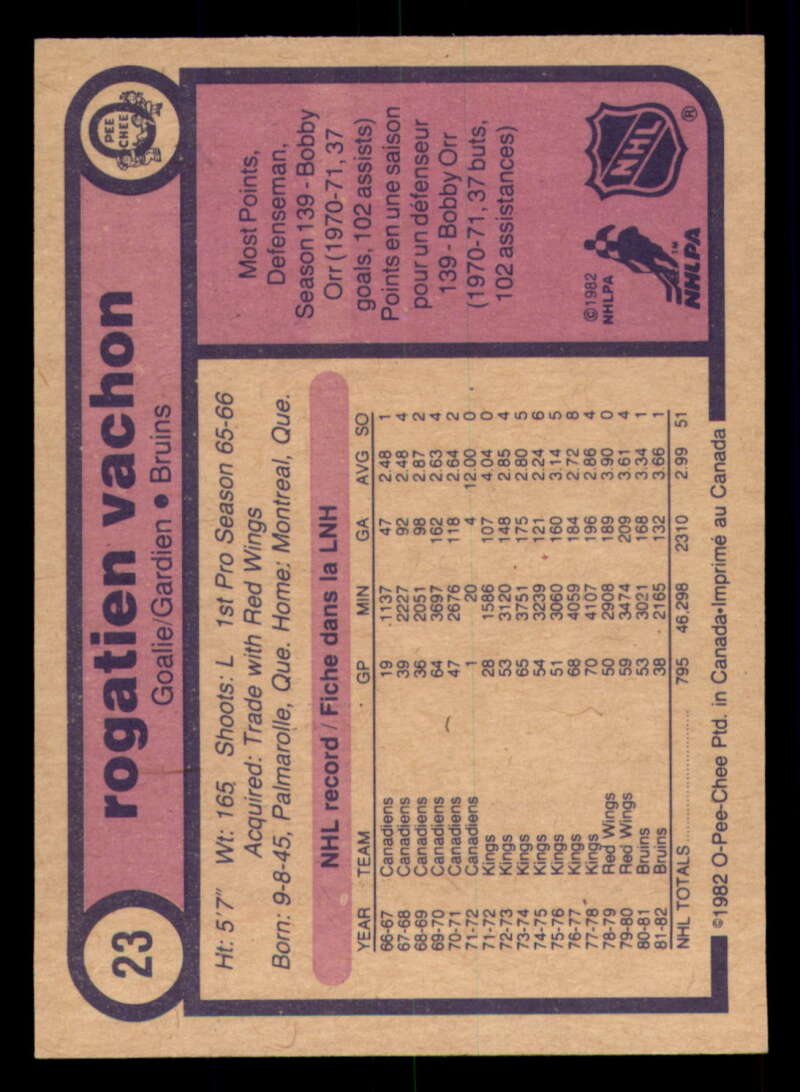 23
rogatien vachon
Goalie/Gardien • Bruins
O
PEE
CHEE
Ht: 5'7" Wt: 165 Shoots: L 1st Pro Season 65-66
Acquired: Trade with Red Wings
Born: 9-8-45, Palmarolle, Que. Home: Montreal, Que.
NHL record / Fiche dans la LNH
YEAR TEAM GP MIN GA AVG SO
66-67 Canadiens 19 1137 47 2.48 1
67-68 Canadiens 39 2227 92 2.48 4
68-69 Canadiens 36 2051 98 2.87 2
69-70 Canadiens 64 3697 162 2.63 4
70-71 Canadiens 47 2676 118 2.64 2
71-72 Canadiens 1 20 4 12.00 0
71-72 Kings 28 1586 107 4.04 0
72-73 Kings 53 3120 148 2.85 4
73-74 Kings 65 3751 175 2.80 5
74-75 Kings 54 3239 121 2.24 6
75-76 Kings 51 3060 160 3.14 5
76-77 Kings 68 4059 184 2.72 8
77-78 Kings 70 4107 196 2.86 4
78-79 Red Wings 50 2908 189 3.90 0
79-80 Red Wings 59 3474 209 3.61 4
80-81 Bruins 53 3021 168 3.34 1
81-82 Bruins 38 2165 132 3.66 1
NHL TOTALS.......................... 795 46,298 2310 2.99 51
Most Points,
Defenseman,
Season 139 - Bobby
Orr (1970-71, 37
goals, 102 assists)
Points en une saison
pour un défenseur
139 - Bobby Orr
(1970-71, 37 buts,
102 assistances)
©1982
NHLPA
TM
NHLPA
NHL
®
©1982 O-Pee-Chee Ptd. in Canada•Imprimé au Canada